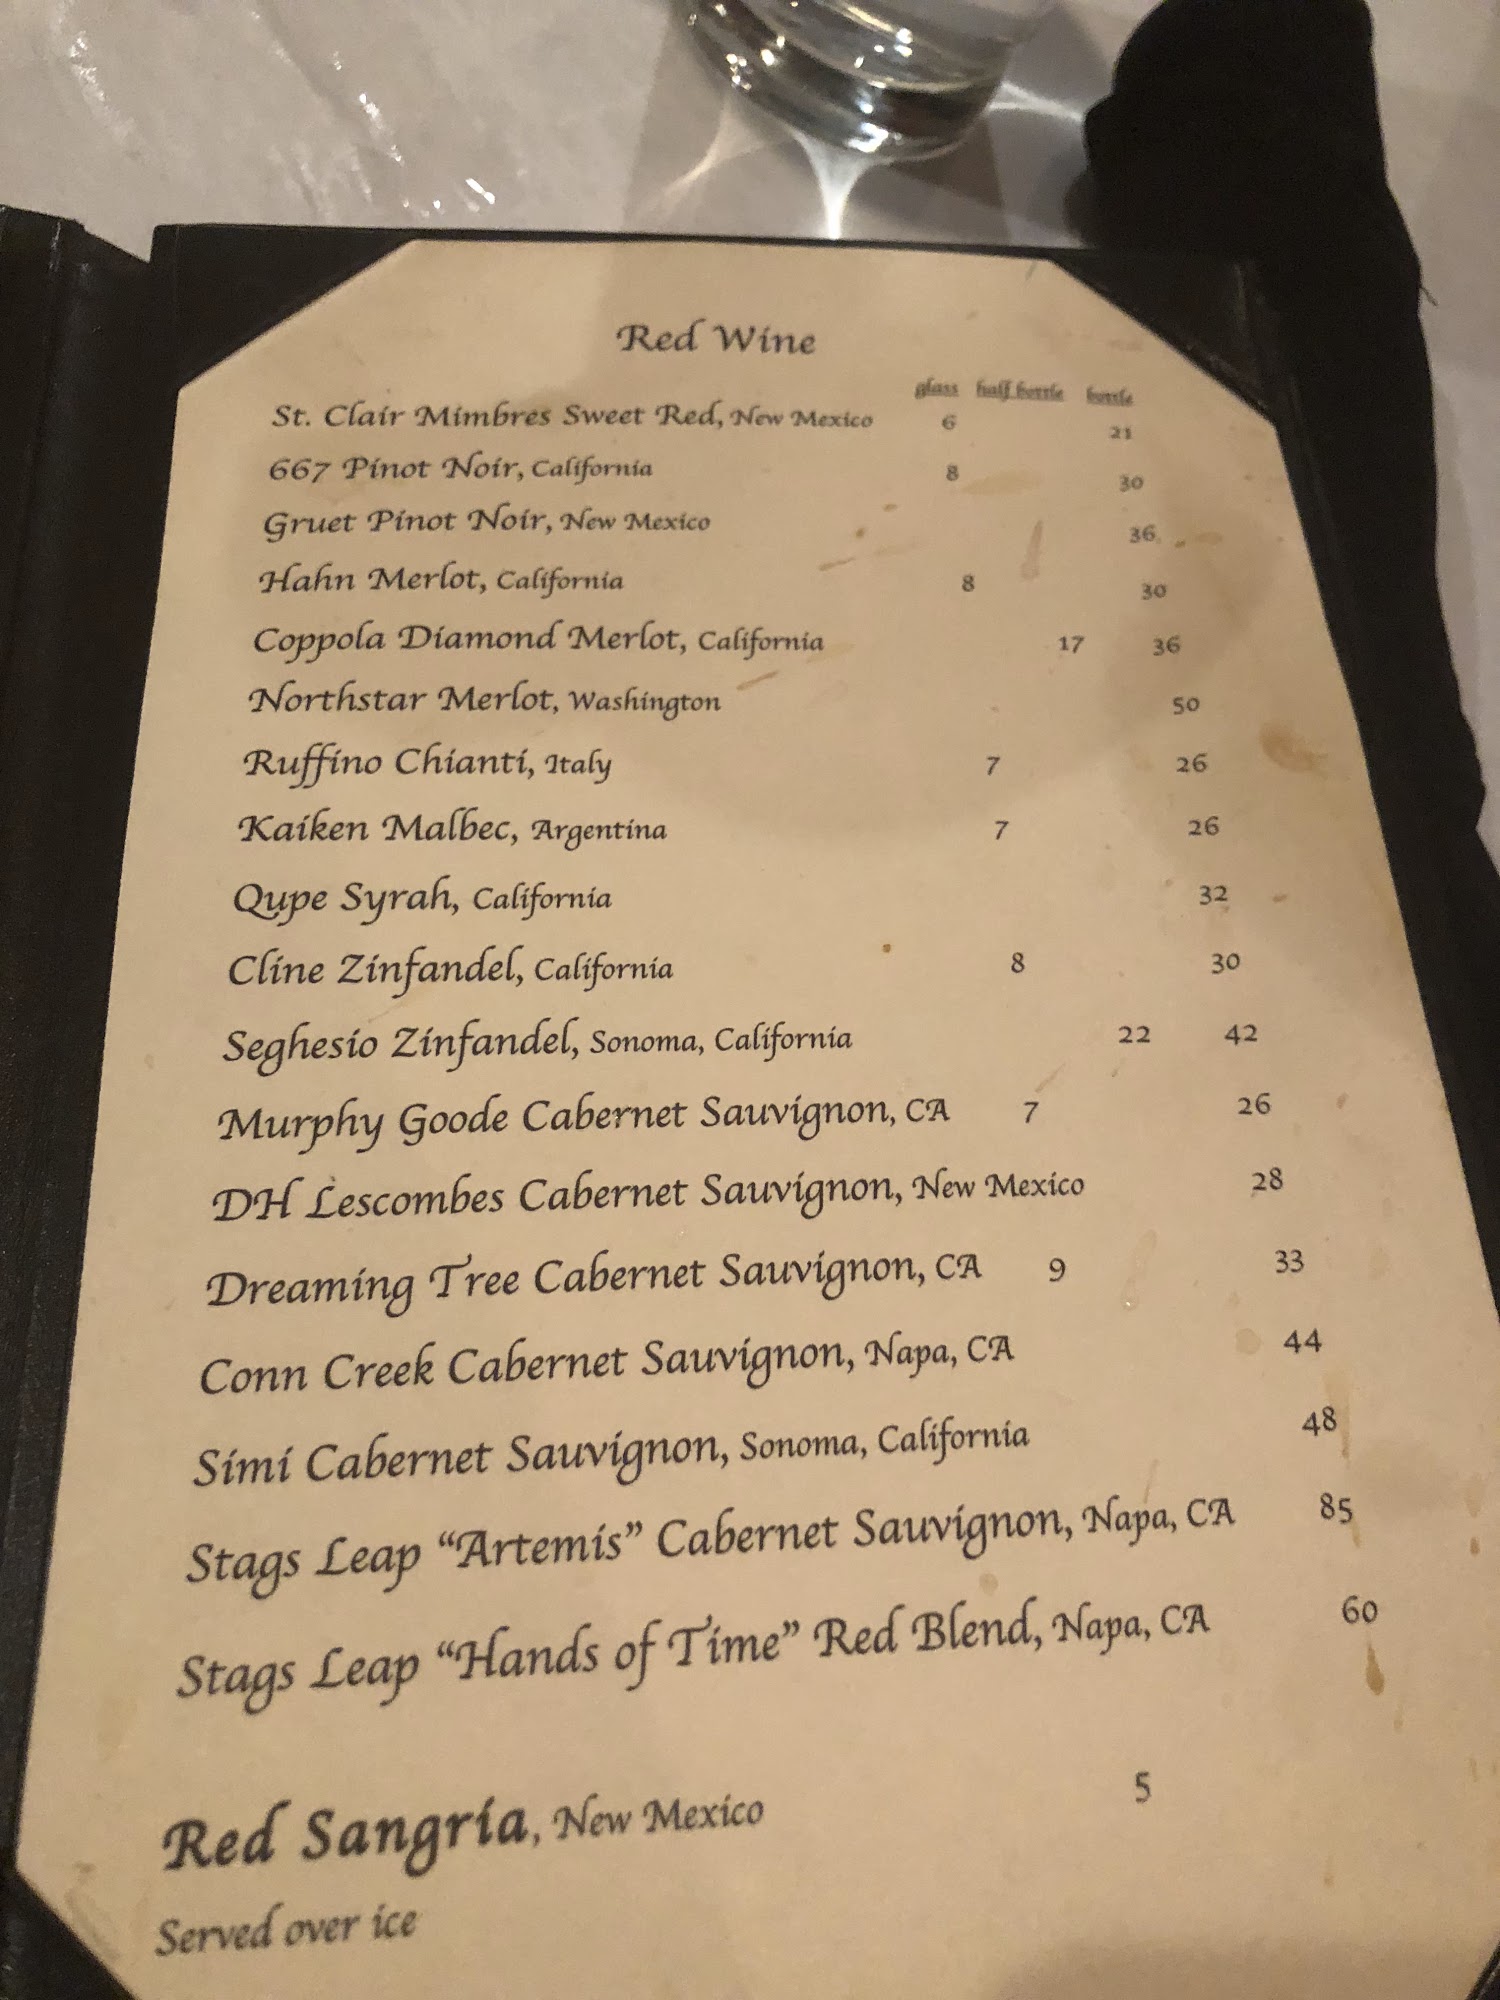 Red Wine
glass half bottle bottle
St. Clair Mimbres Sweet Red, New Mexico 6 21
667 Pinot Noir, California 8 30
Gruet Pinot Noir, New Mexico 36
Hahn Merlot, California 8 30
Coppola Diamond Merlot, California 17 36
Northstar Merlot, Washington 50
Ruffino Chianti, Italy 7 26
Kaiken Malbec, Argentina 7 26
Qupe Syrah, California 32
Cline Zinfandel, California 8 30
Seghesio Zinfandel, Sonoma, California 22 42
Murphy Goode Cabernet Sauvignon, CA 7 26
DH Lescombes Cabernet Sauvignon, New Mexico 28
Dreaming Tree Cabernet Sauvignon, CA 9 33
Conn Creek Cabernet Sauvignon, Napa, CA 44
Simi Cabernet Sauvignon, Sonoma, California 48
Stags Leap “Artemis” Cabernet Sauvignon, Napa, CA 85
Stags Leap “Hands of Time” Red Blend, Napa, CA 60
Red Sangria, New Mexico 5
Served over ice